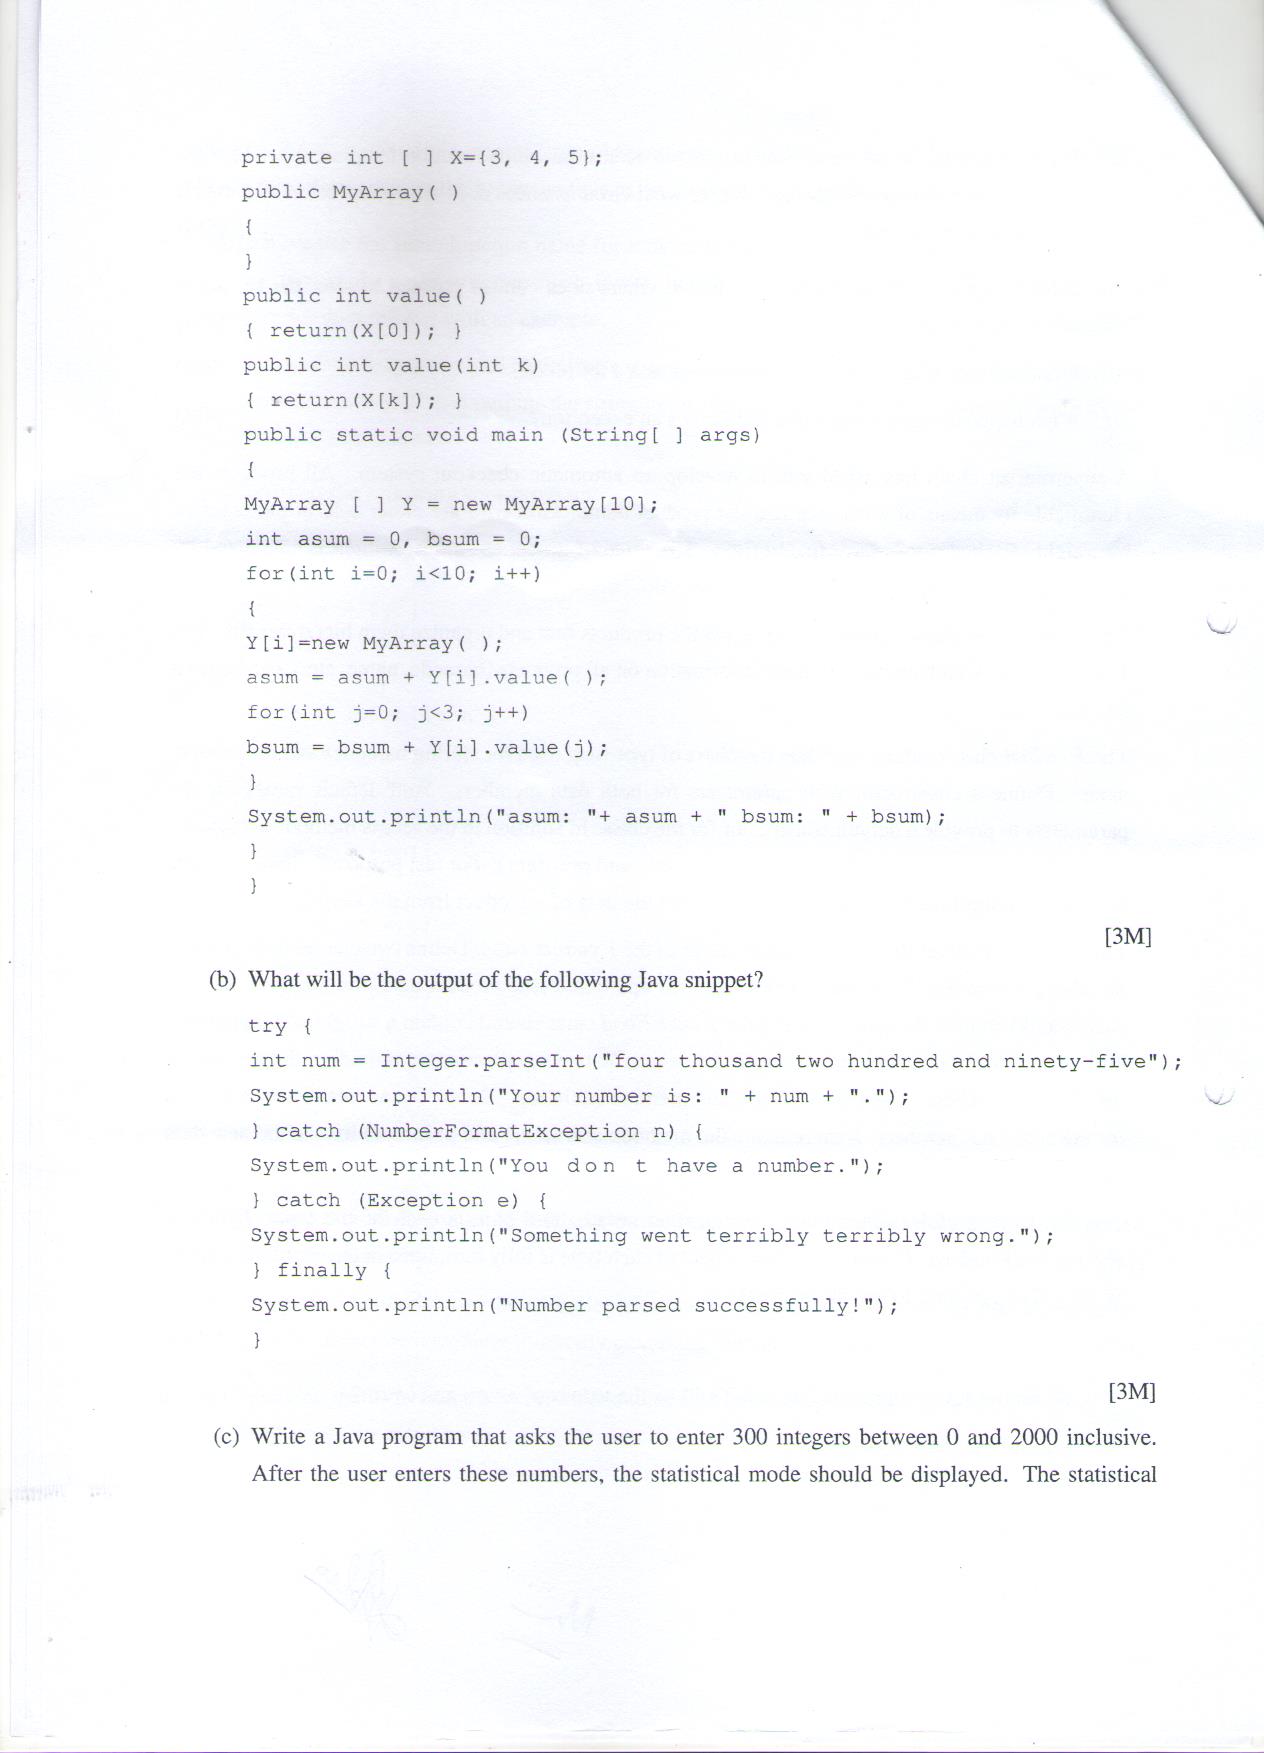 private int [ ] X={3, 4, 5};
public MyArray( )
{
}
public int value( )
{ return(X[0]); }
public int value(int k)
{ return(X[k]); }
public static void main (String[ ] args)
{
MyArray [ ] Y = new MyArray[10];
int asum = 0, bsum = 0;
for(int i=0; i<10; i++)
{
Y[i]=new MyArray( );
asum = asum + Y[i].value( );
for(int j=0; j<3; j++)
bsum = bsum + Y[i].value(j);
}
System.out.println("asum: "+ asum + " bsum: " + bsum);
}
}
[3M]
(b) What will be the output of the following Java snippet?
try {
int num = Integer.parseInt("four thousand two hundred and ninety-five");
System.out.println("Your number is: " + num + ".");
} catch (NumberFormatException n) {
System.out.println("You don t have a number.");
} catch (Exception e) {
System.out.println("Something went terribly terribly wrong.");
} finally {
System.out.println("Number parsed successfully!");
}
[3M]
(c) Write a Java program that asks the user to enter 300 integers between 0 and 2000 inclusive.
After the user enters these numbers, the statistical mode should be displayed. The statistical